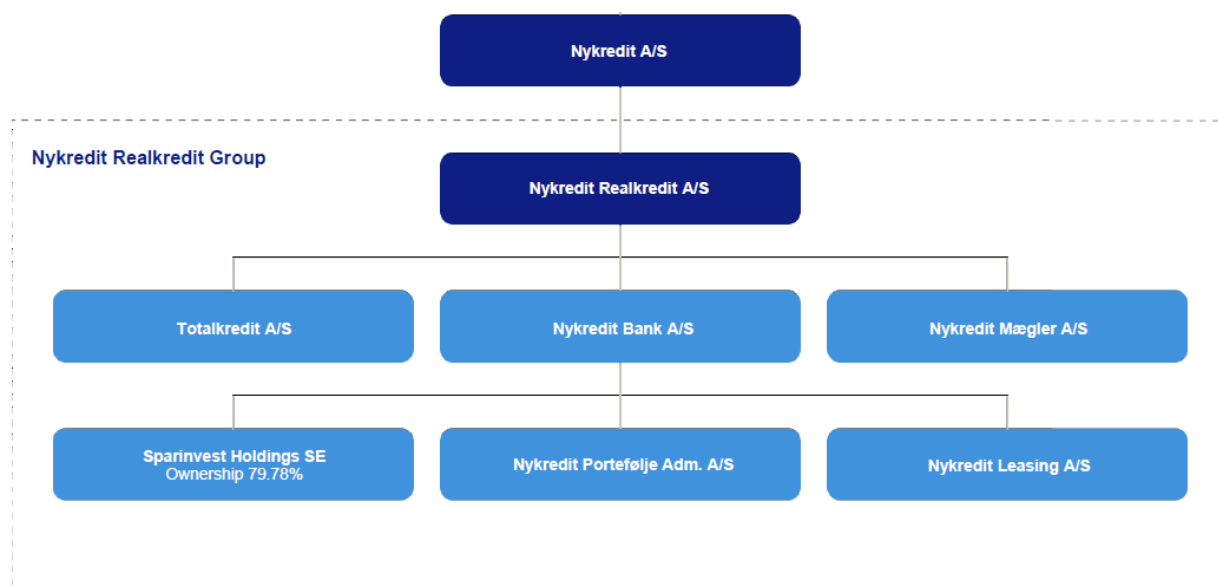 Nykredit A/S
Nykredit Realkredit Group
Nykredit Realkredit A/S
Totalkredit A/S
Nykredit Bank A/S
Nykredit Mægler A/S
Sparinvest Holdings SE
Ownership 79.78%
Nykredit Portefølje Adm. A/S
Nykredit Leasing A/S